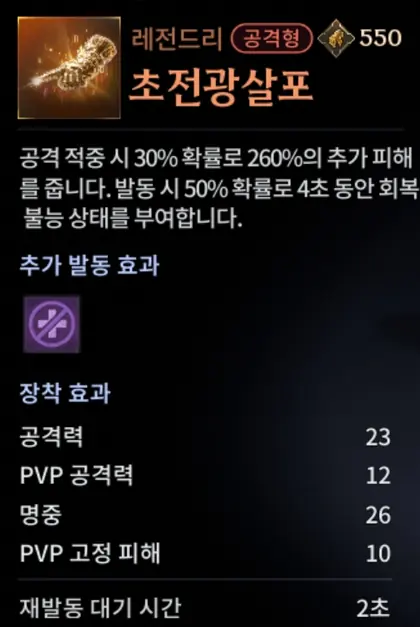 레전드리 공격형 550
초전광살포
공격 적중 시 30% 확률로 260%의 추가 피해
를 줍니다. 발동 시 50% 확률로 4초 동안 회복
불능 상태를 부여합니다.
추가 발동 효과
장착 효과
공격력 23
PVP 공격력 12
명중 26
PVP 고정 피해 10
재발동 대기 시간 2초